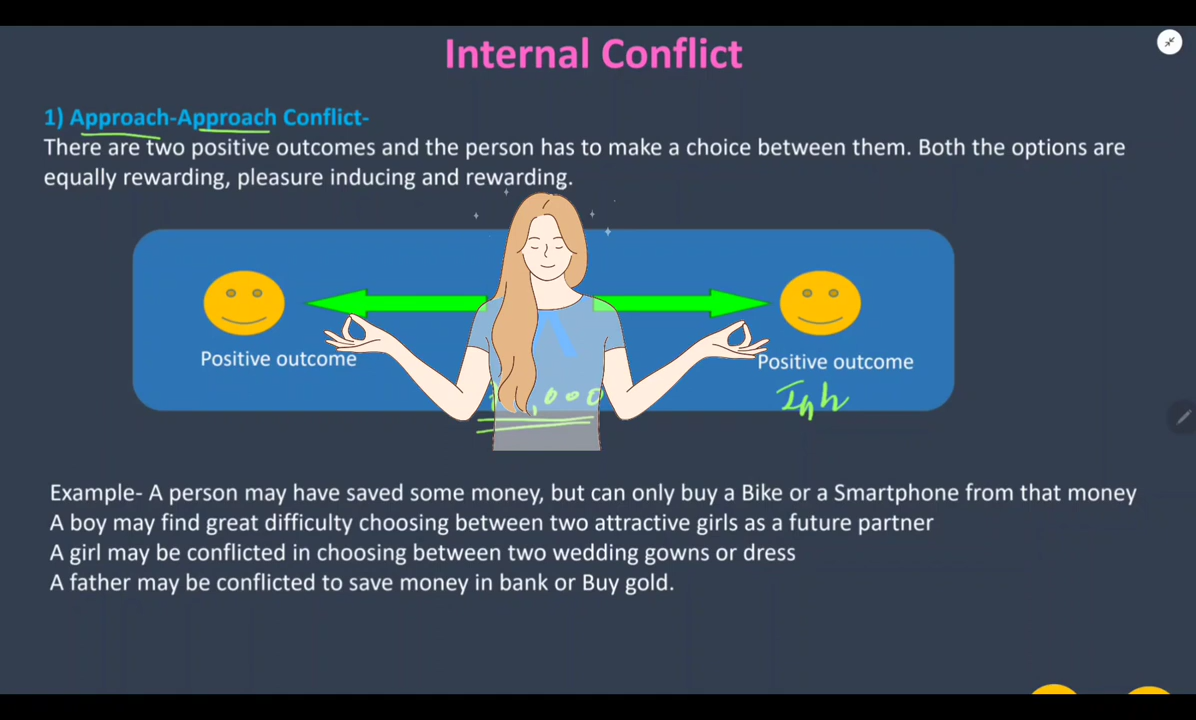 Internal Conflict
1) Approach-Approach Conflict-
There are two positive outcomes and the person has to make a choice between them. Both the options are
equally rewarding, pleasure inducing and rewarding.
Positive outcome
Positive outcome
,000
Example- A person may have saved some money, but can only buy a Bike or a Smartphone from that money
A boy may find great difficulty choosing between two attractive girls as a future partner
A girl may be conflicted in choosing between two wedding gowns or dress
A father may be conflicted to save money in bank or Buy gold.